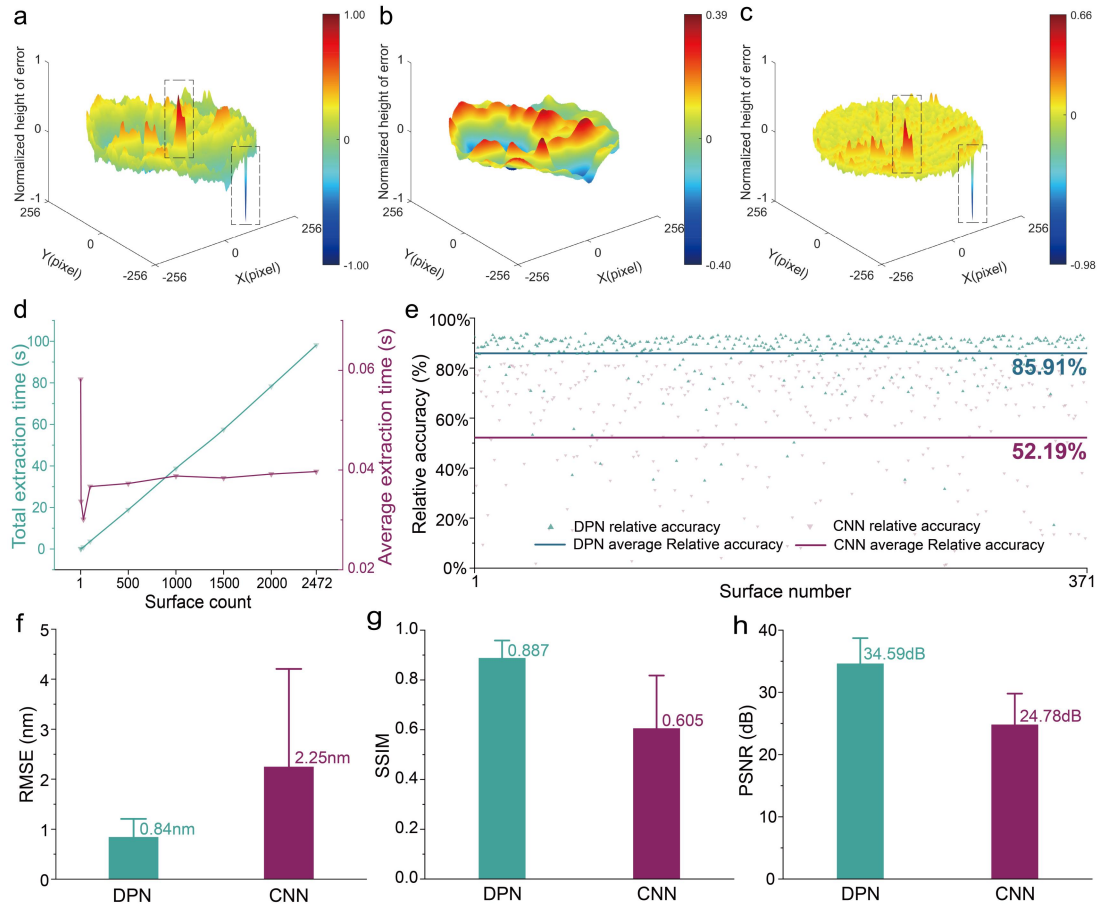 a
Normalized height of error
1
0
-1
256
0
-256
Y(pixel)
-256
0
256
X(pixel)
1.00
0
-1.00
b
Normalized height of error
1
0
-1
256
0
-256
Y(pixel)
-256
0
256
X(pixel)
0.39
0
-0.40
c
Normalized height of error
1
0
-1
256
0
-256
Y(pixel)
-256
0
256
X(pixel)
0.66
0
-0.98
d
Total extraction time (s)
100
80
60
40
20
0
Average extraction time (s)
0.06
0.04
0.02
1 500 1000 1500 2000 2472
Surface count
e
Relative accuracy (%)
100%
80%
60%
40%
20%
0%
85.91%
52.19%
DPN relative accuracy
CNN relative accuracy
DPN average Relative accuracy
CNN average Relative accuracy
1
371
Surface number
f
RMSE (nm)
5
4
3
2
1
0
0.84nm
2.25nm
DPN CNN
g
SSIM
1.0
0.8
0.6
0.4
0.2
0.0
0.887
0.605
DPN CNN
h
PSNR (dB)
40
30
20
10
0
34.59dB
24.78dB
DPN CNN